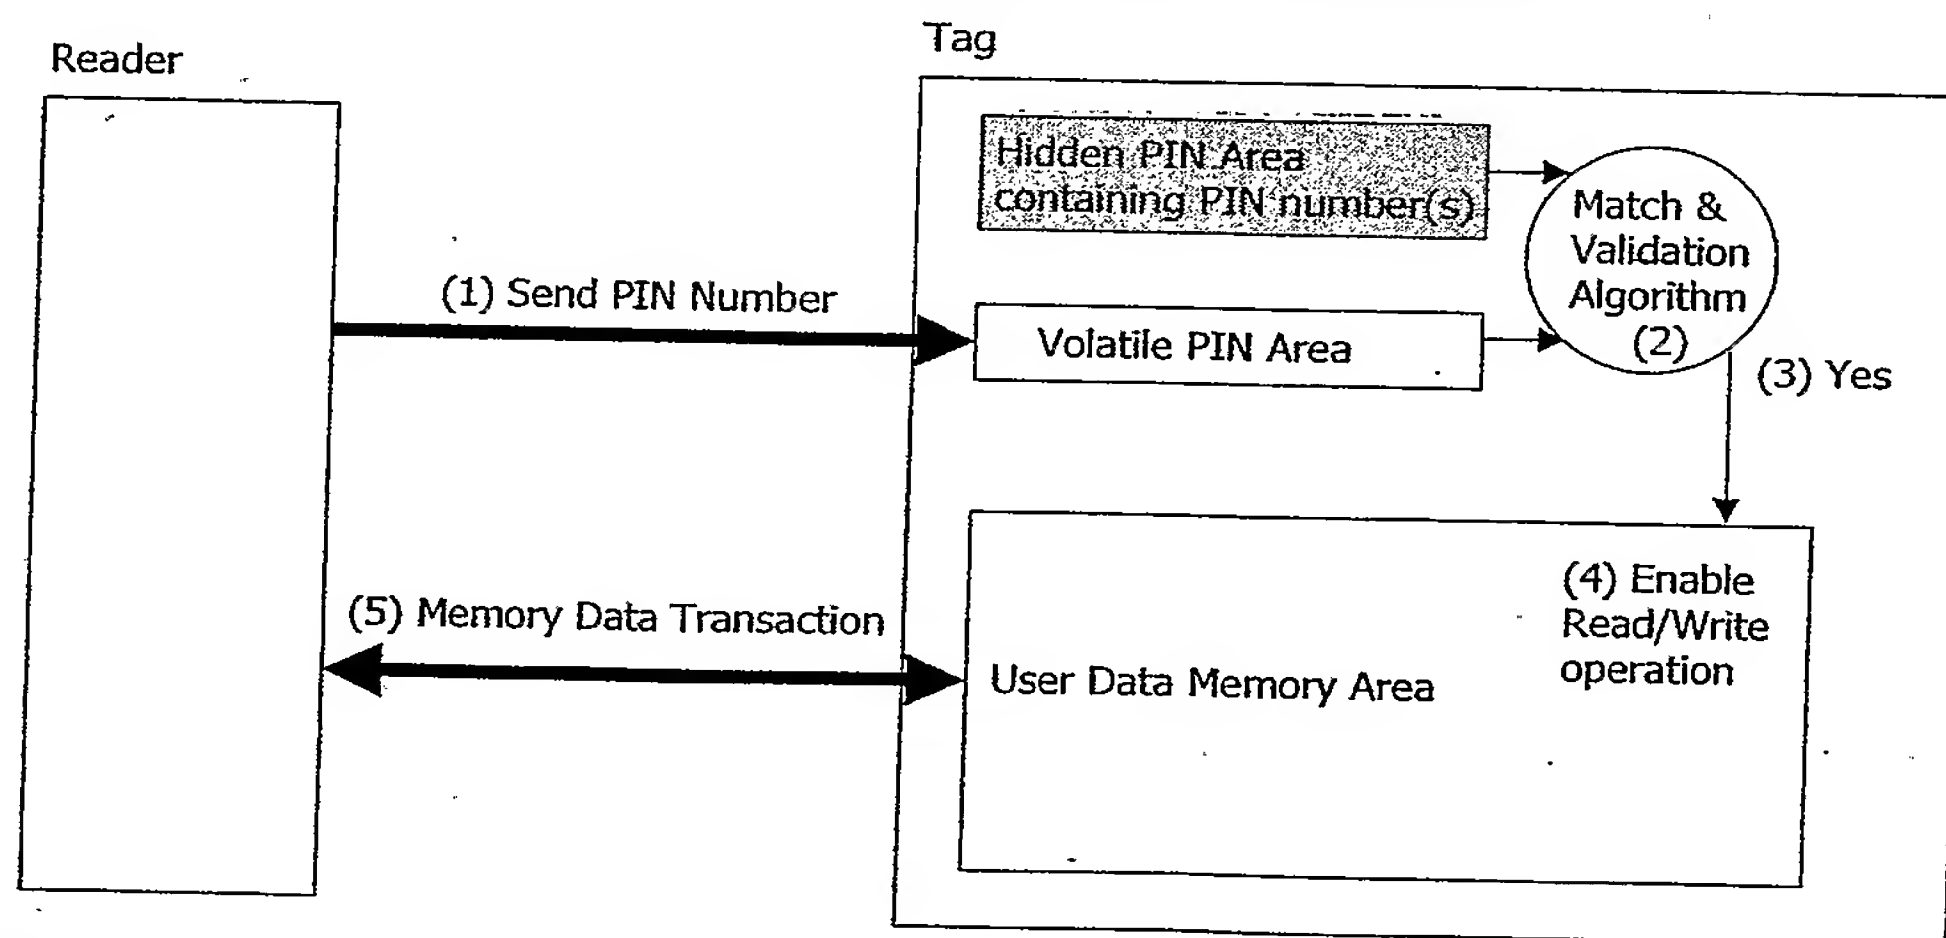 Reader
Tag
Hidden PIN Area
containing PIN number(s)
Match &
Validation
Algorithm
(2)
(1) Send PIN Number
Volatile PIN Area
(3) Yes
(4) Enable
Read/Write
operation
(5) Memory Data Transaction
User Data Memory Area